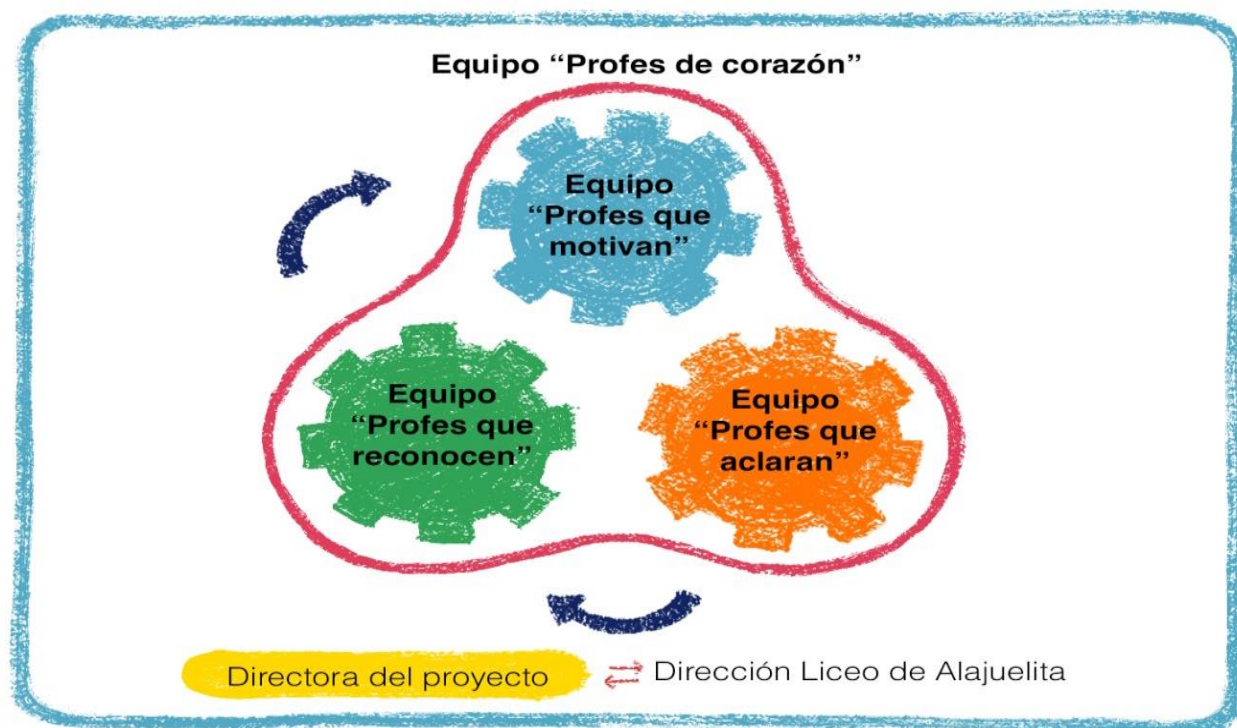 Equipo “Profes de corazón”
Equipo
“Profes que
motivan”
Equipo
“Profes que
reconocen”
Equipo
“Profes que
aclaran”
Directora del proyecto
Dirección Liceo de Alajuelita